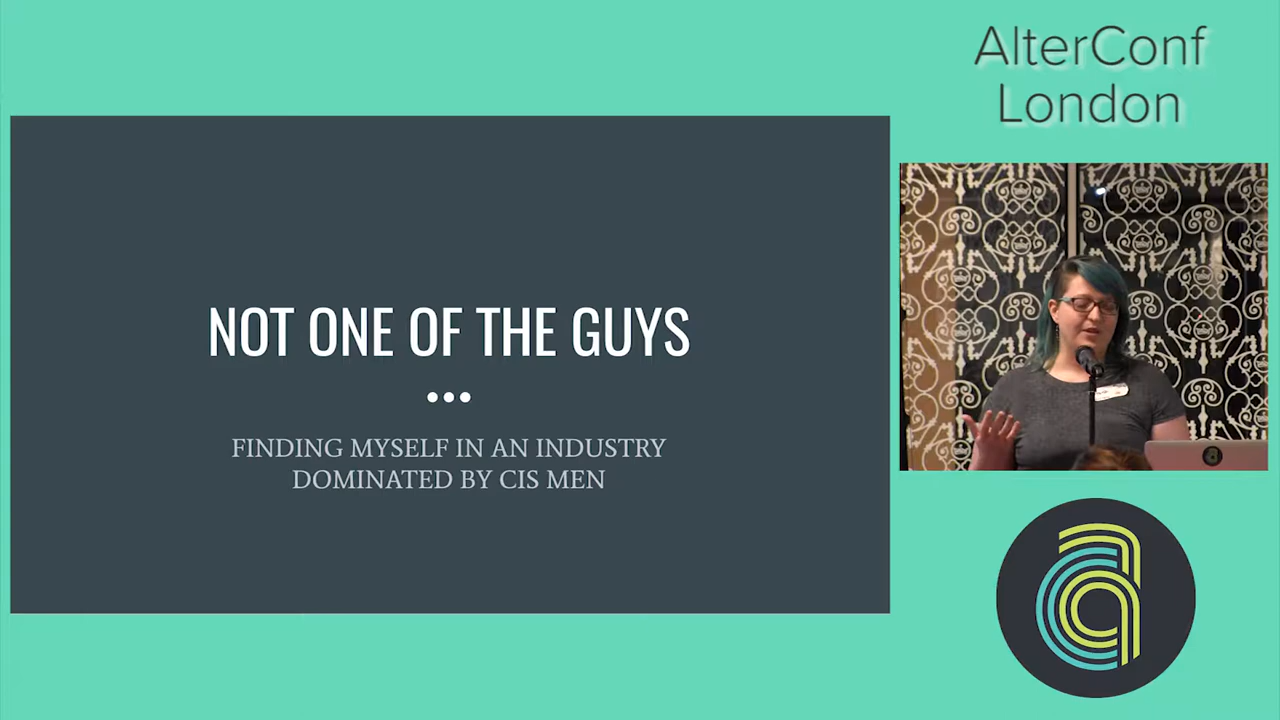 AlterConf
London
NOT ONE OF THE GUYS
FINDING MYSELF IN AN INDUSTRY
DOMINATED BY CIS MEN